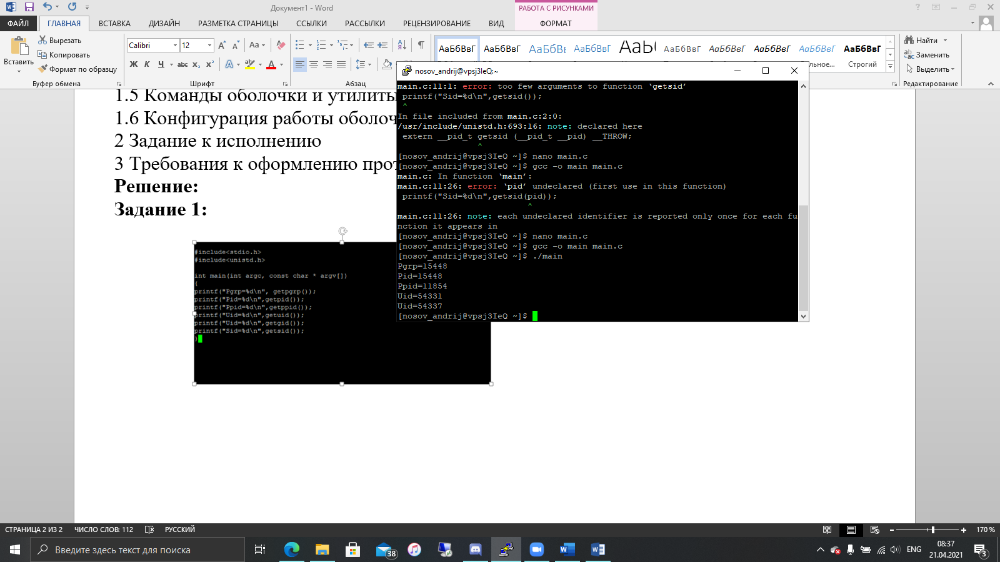 Документ1 - Word
РАБОТА С РИСУНКАМИ
ФАЙЛ
ГЛАВНАЯ
ВСТАВКА
ДИЗАЙН
РАЗМЕТКА СТРАНИЦЫ
ССЫЛКИ
РАССЫЛКИ
РЕЦЕНЗИРОВАНИЕ
ВИД
ФОРМАТ
Вставить
Вырезать
Копировать
Формат по образцу
Буфер обмена
Calibri
12
Aa
Ж К Ч abc x₂ x²
Шрифт
Абзац
АаБбВвГ
АаБбВвГ
АаБбВ
АаБбВвГ
АаЫ
АаБбВвГ
АаБбВвГ
АаБбВвГ
АаБбВвГ
АаБбВвГ
льное...
Строгий
Найти
Заменить
Выделить
Редактирование
1.5 Команды оболочки и утилиты
1.6 Конфигурация работы оболоч
2 Задание к исполнению
3 Требования к оформлению прот
Решение:
Задание 1:
#include<stdio.h>
#include<unistd.h>
int main(int argc, const char * argv[])
{
printf("Pgrp=%d\n", getpgrp());
printf("Pid=%d\n",getpid());
printf("Ppid=%d\n",getppid());
printf("Uid=%d\n",getuid());
printf("Uid=%d\n",getgid());
printf("Sid=%d\n",getsid());
}
nosov_andrij@vpsj3IeQ:~
main.c:11:1: error: too few arguments to function ‘getsid’
printf("Sid=%d\n",getsid());
^
In file included from main.c:2:0:
/usr/include/unistd.h:693:16: note: declared here
extern __pid_t getsid (__pid_t __pid) __THROW;
^
[nosov_andrij@vpsj3IeQ ~]$ nano main.c
[nosov_andrij@vpsj3IeQ ~]$ gcc -o main main.c
main.c: In function ‘main’:
main.c:11:26: error: ‘pid’ undeclared (first use in this function)
printf("Sid=%d\n",getsid(pid));
^
main.c:11:26: note: each undeclared identifier is reported only once for each fu
nction it appears in
[nosov_andrij@vpsj3IeQ ~]$ nano main.c
[nosov_andrij@vpsj3IeQ ~]$ gcc -o main main.c
[nosov_andrij@vpsj3IeQ ~]$ ./main
Pgrp=15448
Pid=15448
Ppid=11854
Uid=54331
Uid=54337
[nosov_andrij@vpsj3IeQ ~]$
СТРАНИЦА 2 ИЗ 2
ЧИСЛО СЛОВ: 112
РУССКИЙ
170 %
Введите здесь текст для поиска
38
ENG
08:37
21.04.2021
3